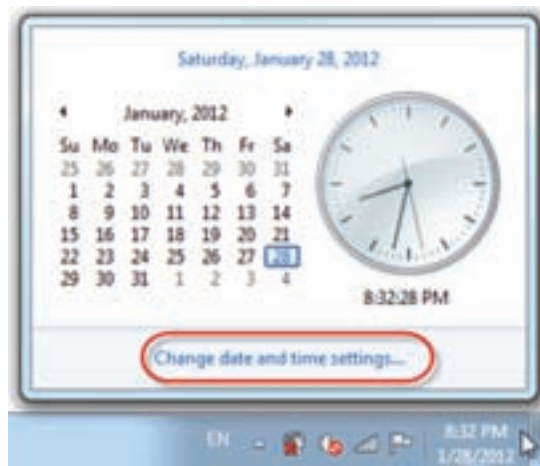 Saturday, January 28, 2012
January, 2012
Su Mo Tu We Th Fr Sa
25 26 27 28 29 30 31
1 2 3 4 5 6 7
8 9 10 11 12 13 14
15 16 17 18 19 20 21
22 23 24 25 26 27 28
29 30 31 1 2 3 4
8:32:28 PM
Change date and time settings...
EN
8:32 PM
1/28/2012